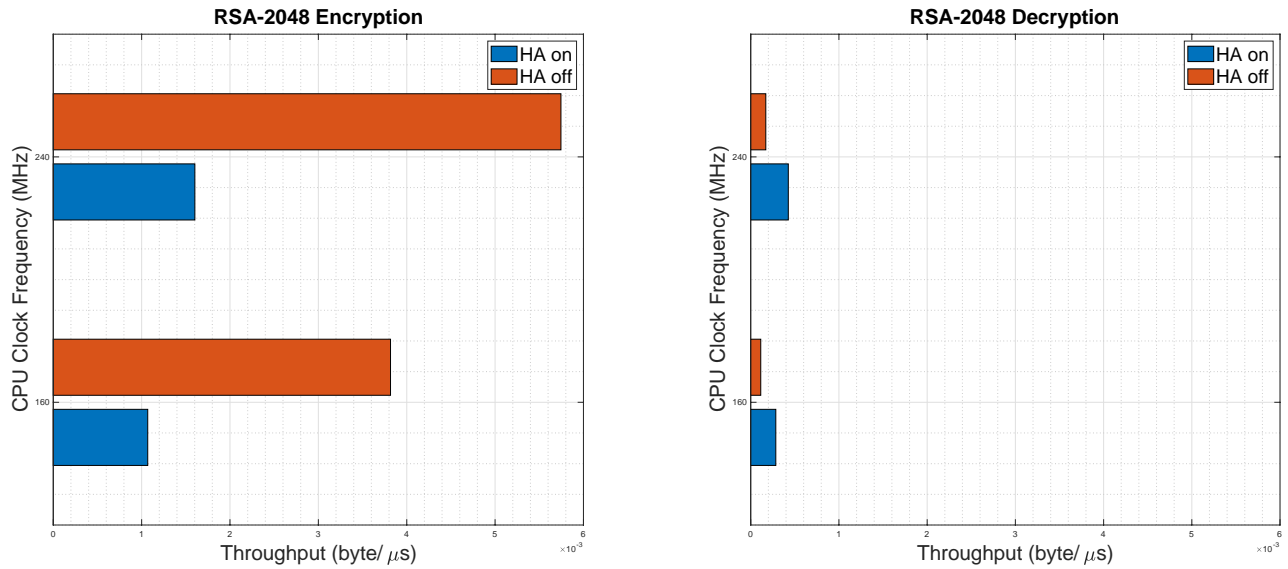 RSA-2048 Encryption
HA on
HA off
CPU Clock Frequency (MHz)
240
160
0 1 2 3 4 5 6
×10⁻³
Throughput (byte/ μs)
RSA-2048 Decryption
HA on
HA off
CPU Clock Frequency (MHz)
240
160
0 1 2 3 4 5 6
×10⁻³
Throughput (byte/ μs)